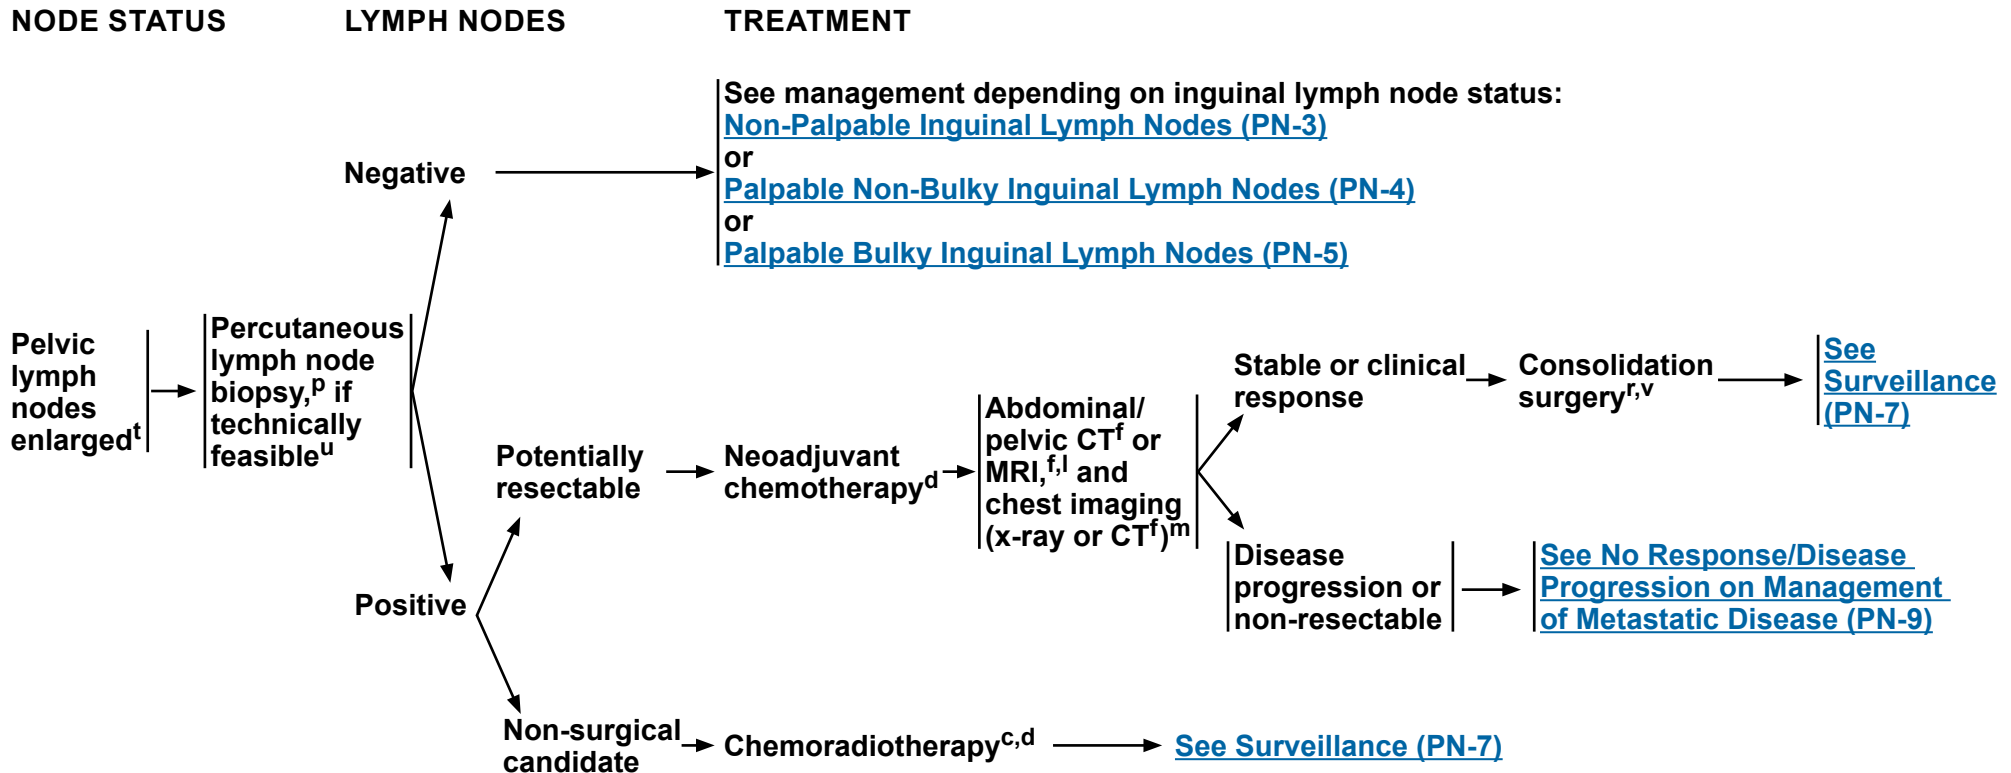 NODE STATUS
LYMPH NODES
TREATMENT
See management depending on inguinal lymph node status:
Non-Palpable Inguinal Lymph Nodes (PN-3)
or
Palpable Non-Bulky Inguinal Lymph Nodes (PN-4)
or
Palpable Bulky Inguinal Lymph Nodes (PN-5)
Negative
Pelvic
lymph
nodes
enlargedt
Percutaneous
lymph node
biopsy,p if
technically
feasibleu
Positive
Potentially
resectable
Neoadjuvant
chemotherapyd
Abdominal/
pelvic CTf or
MRI,f,l and
chest imaging
(x-ray or CTf)m
Stable or clinical
response
Consolidation
surgeryr,v
See
Surveillance
(PN-7)
Disease
progression or
non-resectable
See No Response/Disease
Progression on Management
of Metastatic Disease (PN-9)
Non-surgical
candidate
Chemoradiotherapyc,d
See Surveillance (PN-7)